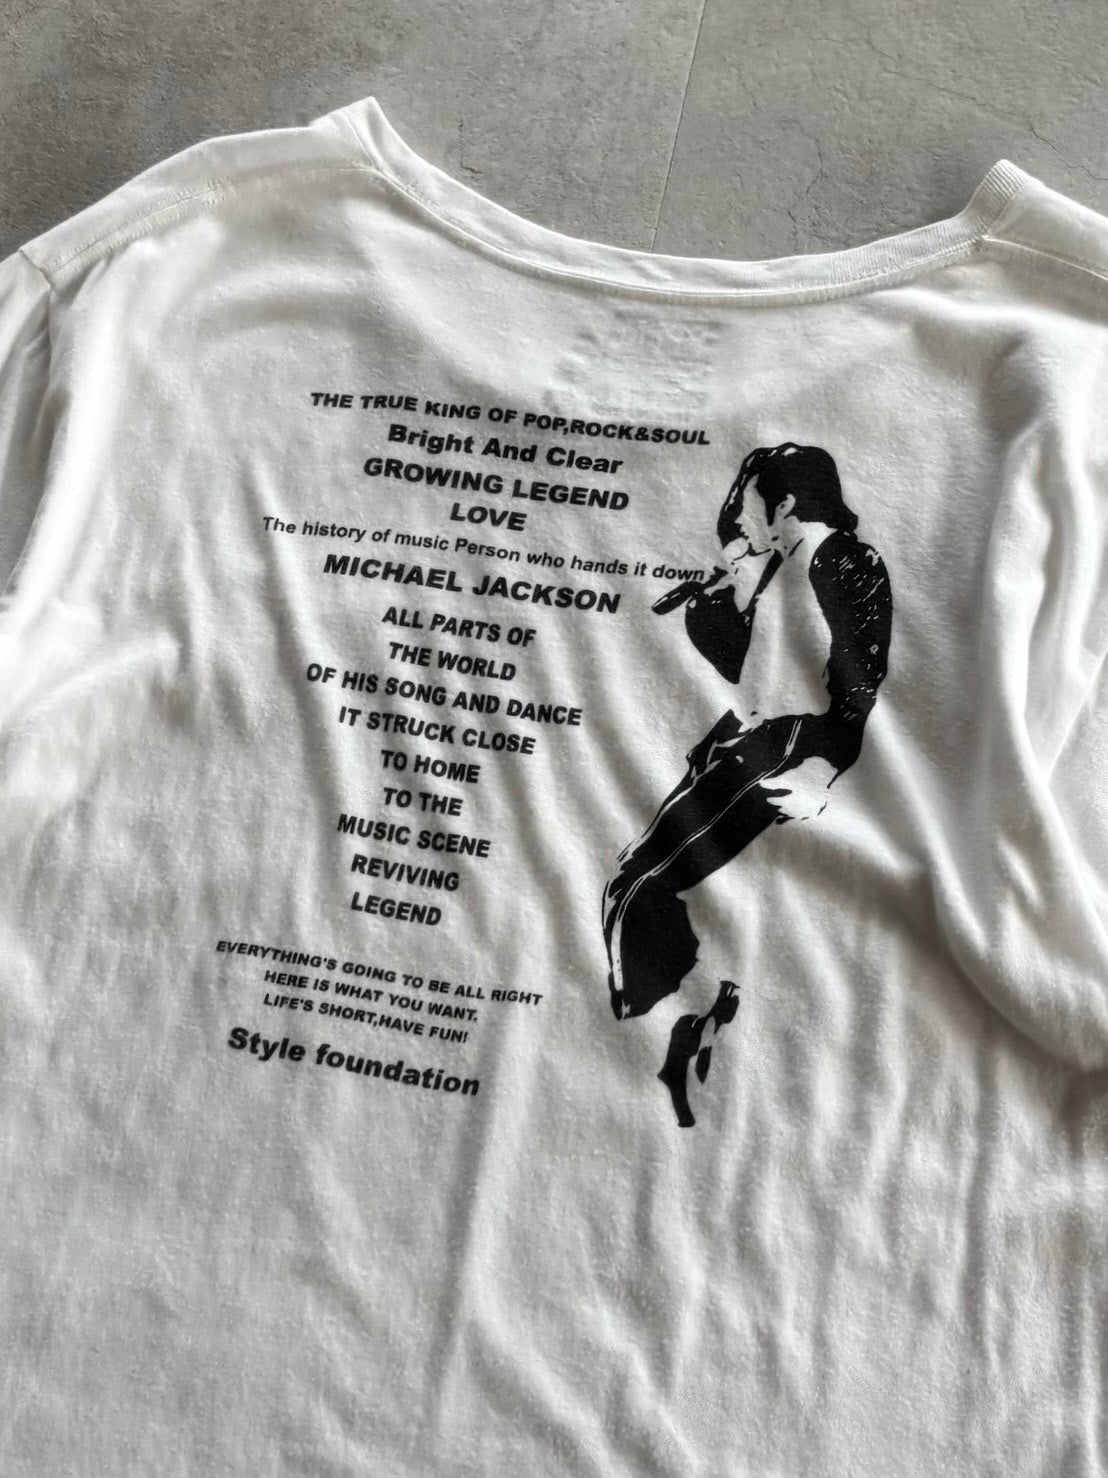 THE TRUE KING OF POP,ROCK&SOUL
Bright And Clear
GROWING LEGEND
LOVE
The history of music Person who hands it down
MICHAEL JACKSON
ALL PARTS OF
THE WORLD
OF HIS SONG AND DANCE
IT STRUCK CLOSE
TO HOME
TO THE
MUSIC SCENE
REVIVING
LEGEND
EVERYTHING'S GOING TO BE ALL RIGHT
HERE IS WHAT YOU WANT.
LIFE'S SHORT,HAVE FUN!
Style foundation